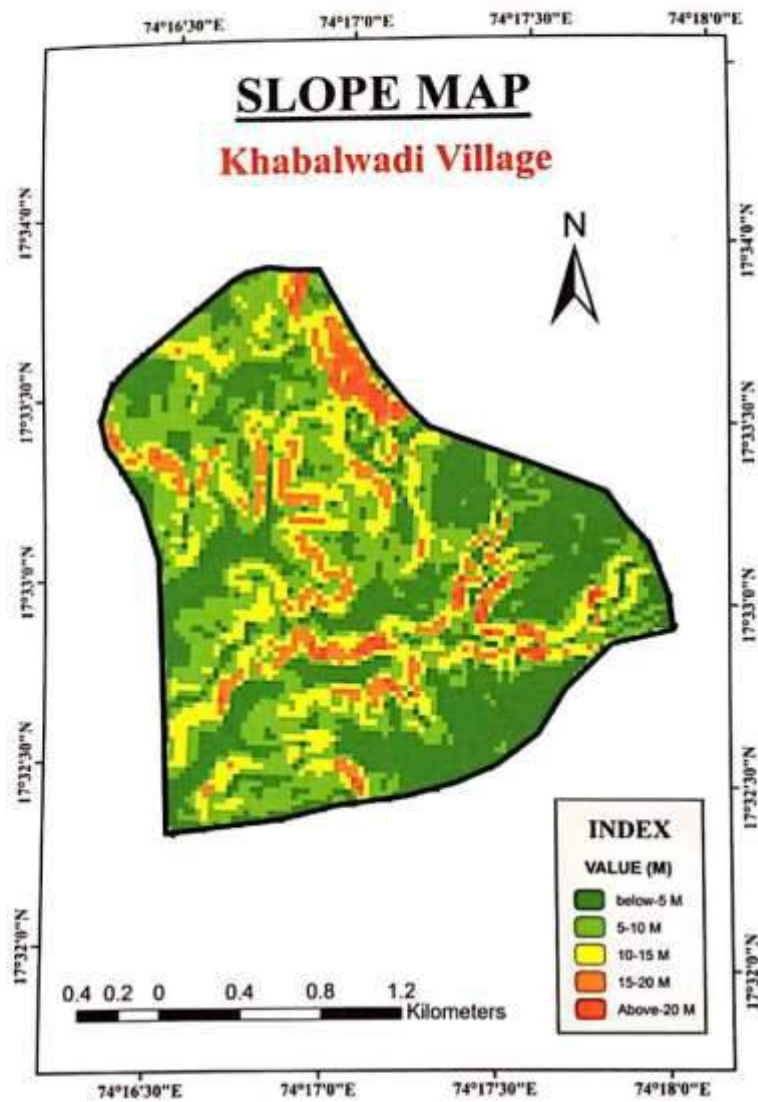 74°16'30"E 74°17'0"E 74°17'30"E 74°18'0"E
SLOPE MAP
Khabalwadi Village
N
17°34'0"N 17°34'0"N
17°33'30"N 17°33'30"N
17°33'0"N 17°33'0"N
17°32'30"N 17°32'30"N
17°32'0"N 17°32'0"N
INDEX
VALUE (M)
below-5 M
5-10 M
10-15 M
15-20 M
Above-20 M
0.4 0.2 0 0.4 0.8 1.2
Kilometers
74°16'30"E 74°17'0"E 74°17'30"E 74°18'0"E